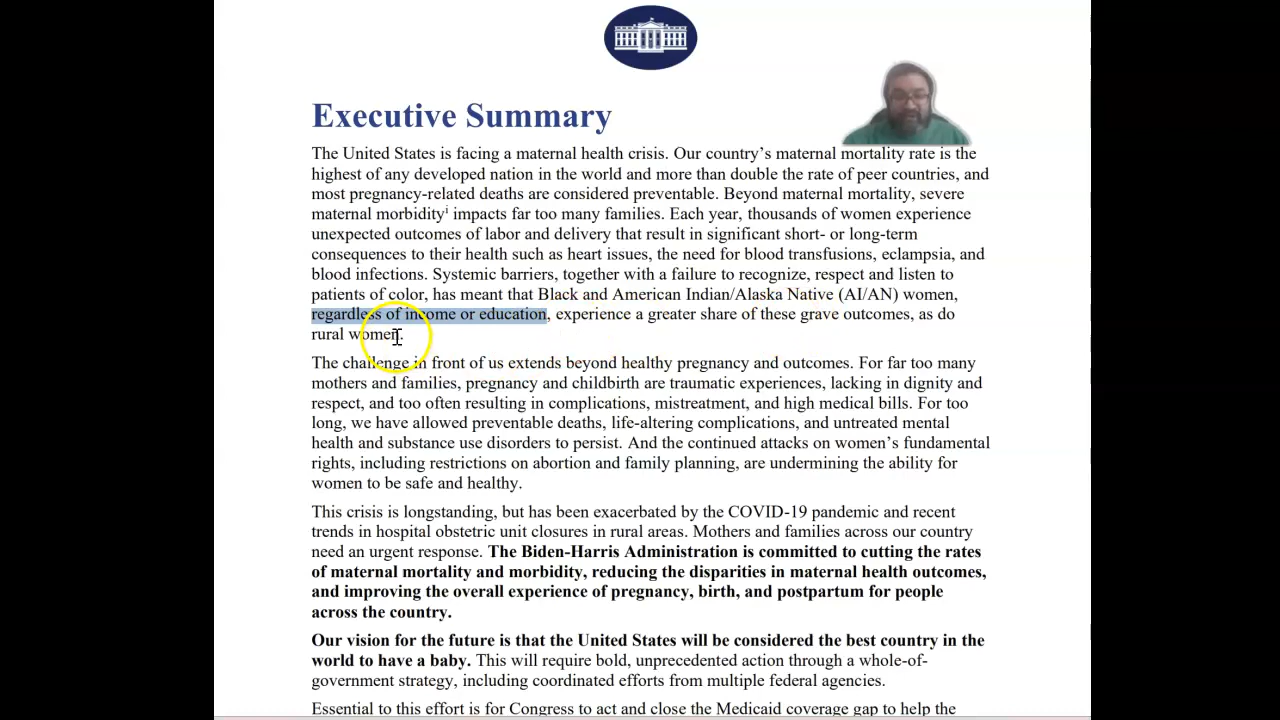 Executive Summary
The United States is facing a maternal health crisis. Our country’s maternal mortality rate is the
highest of any developed nation in the world and more than double the rate of peer countries, and
most pregnancy-related deaths are considered preventable. Beyond maternal mortality, severe
maternal morbidityⁱ impacts far too many families. Each year, thousands of women experience
unexpected outcomes of labor and delivery that result in significant short- or long-term
consequences to their health such as heart issues, the need for blood transfusions, eclampsia, and
blood infections. Systemic barriers, together with a failure to recognize, respect and listen to
patients of color, has meant that Black and American Indian/Alaska Native (AI/AN) women,
regardless of income or education, experience a greater share of these grave outcomes, as do
rural women.
The challenge in front of us extends beyond healthy pregnancy and outcomes. For far too many
mothers and families, pregnancy and childbirth are traumatic experiences, lacking in dignity and
respect, and too often resulting in complications, mistreatment, and high medical bills. For too
long, we have allowed preventable deaths, life-altering complications, and untreated mental
health and substance use disorders to persist. And the continued attacks on women’s fundamental
rights, including restrictions on abortion and family planning, are undermining the ability for
women to be safe and healthy.
This crisis is longstanding, but has been exacerbated by the COVID-19 pandemic and recent
trends in hospital obstetric unit closures in rural areas. Mothers and families across our country
need an urgent response. The Biden-Harris Administration is committed to cutting the rates
of maternal mortality and morbidity, reducing the disparities in maternal health outcomes,
and improving the overall experience of pregnancy, birth, and postpartum for people
across the country.
Our vision for the future is that the United States will be considered the best country in the
world to have a baby. This will require bold, unprecedented action through a whole-of-
government strategy, including coordinated efforts from multiple federal agencies.
Essential to this effort is for Congress to act and close the Medicaid coverage gap to help the